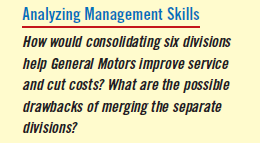 Analyzing Management Skills
How would consolidating six divisions
help General Motors improve service
and cut costs? What are the possible
drawbacks of merging the separate
divisions?